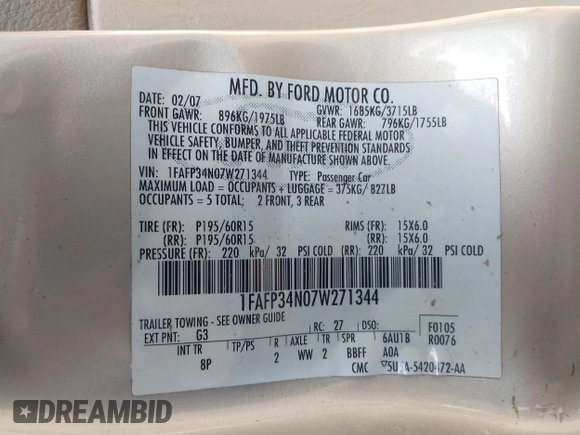 MFD. BY FORD MOTOR CO.
DATE: 02/07 GVWR: 1685KG/3715LB
FRONT GAWR: 896KG/1975LB REAR GAWR: 796KG/1755LB
THIS VEHICLE CONFORMS TO ALL APPLICABLE FEDERAL MOTOR
VEHICLE SAFETY, BUMPER, AND THEFT PREVENTION STANDARDS
IN EFFECT ON THE DATE OF MANUFACTURE SHOWN ABOVE.
VIN: 1FAFP34N07W271344 TYPE: Passenger Car
MAXIMUM LOAD = OCCUPANTS + LUGGAGE = 375KG/ 827LB
OCCUPANTS = 5 TOTAL; 2 FRONT, 3 REAR
TIRE (FR): P195/60R15 RIMS (FR): 15X6.0
(RR): P195/60R15 (RR): 15X6.0
PRESSURE (FR): 220 kPa/ 32 PSI COLD (RR): 220 kPa/ 32 PSI COLD
1FAFP34N07W271344
TRAILER TOWING - SEE OWNER GUIDE
EXT PNT: G3 RC: 27 DSO: F0105
INT TR TP/PS R AXLE TR SPR 6AU1B R0076
8P 2 WW 2 BBFF A0A
CMC
DREAMBID